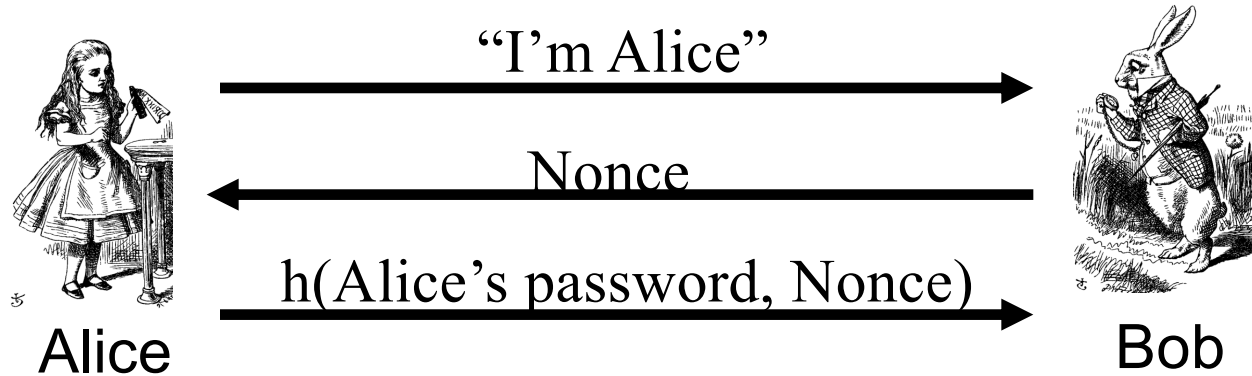 “I’m Alice”
Nonce
h(Alice’s password, Nonce)
Alice
Bob